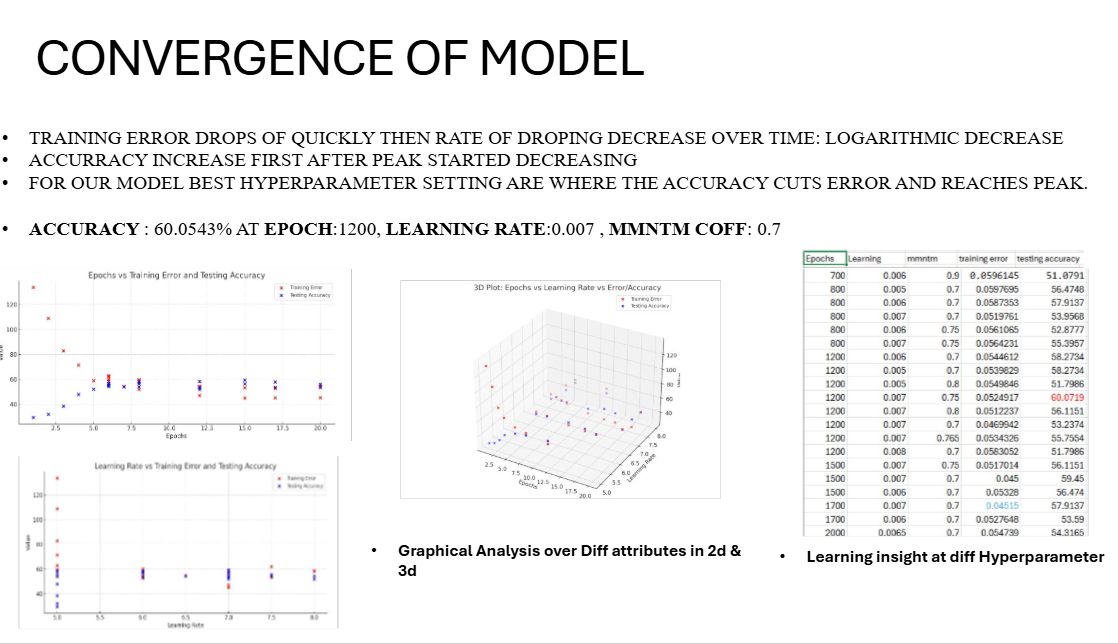 CONVERGENCE OF MODEL
• TRAINING ERROR DROPS OF QUICKLY THEN RATE OF DROPING DECREASE OVER TIME: LOGARITHMIC DECREASE
• ACCURRACY INCREASE FIRST AFTER PEAK STARTED DECREASING
• FOR OUR MODEL BEST HYPERPARAMETER SETTING ARE WHERE THE ACCURACY CUTS ERROR AND REACHES PEAK.
• ACCURACY : 60.0543% AT EPOCH:1200, LEARNING RATE:0.007 , MMNTM COFF: 0.7
Epochs vs Training Error and Testing Accuracy
Training Error
Testing Accuracy
120
100
80
60
40
2.5 5.0 7.5 10.0 12.5 15.0 17.5 20.0
Epochs
Learning Rate vs Training Error and Testing Accuracy
Training Error
Testing Accuracy
Value
120
100
80
60
40
5.0 5.5 6.0 6.5 7.0 7.5 8.0
Learning Rate
3D Plot: Epochs vs Learning Rate vs Error/Accuracy
Training Error
Testing Accuracy
120
100
80
60
40
2.5 5.0 7.5 10.0 12.5 15.0 17.5 20.0
Epochs
5.0 5.5 6.0 6.5 7.0 7.5 8.0
Learning Rate
• Graphical Analysis over Diff attributes in 2d &
3d
Epochs Learning mmntm training error testing accuracy
700 0.006 0.9 0.0596145 51.0791
800 0.005 0.7 0.0597695 56.4748
800 0.006 0.7 0.0587353 57.9137
800 0.007 0.7 0.0519761 53.9568
800 0.006 0.75 0.0561065 52.8777
800 0.007 0.75 0.0564231 55.3957
1200 0.006 0.7 0.0544612 58.2734
1200 0.005 0.7 0.0539829 58.2734
1200 0.005 0.8 0.0549846 51.7986
1200 0.007 0.75 0.0524917 60.0719
1200 0.007 0.8 0.0512237 56.1151
1200 0.007 0.7 0.0469942 53.2374
1200 0.007 0.765 0.0534326 55.7554
1200 0.008 0.7 0.0583052 51.7986
1500 0.007 0.75 0.0517014 56.1151
1500 0.007 0.7 0.045 59.45
1500 0.006 0.7 0.05328 56.474
1700 0.007 0.7 0.04515 57.9137
1700 0.006 0.7 0.0527648 53.59
2000 0.0065 0.7 0.054739 54.3165
• Learning insight at diff Hyperparameter